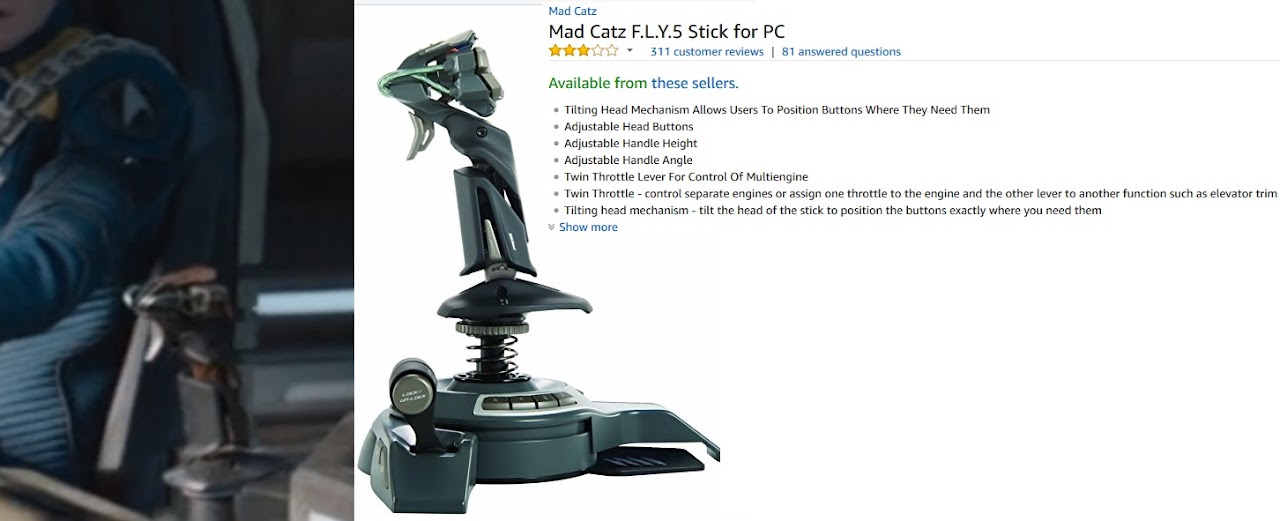 Mad Catz
Mad Catz F.L.Y.5 Stick for PC
311 customer reviews | 81 answered questions
Available from these sellers.
Tilting Head Mechanism Allows Users To Position Buttons Where They Need Them
Adjustable Head Buttons
Adjustable Handle Height
Adjustable Handle Angle
Twin Throttle Lever For Control Of Multiengine
Twin Throttle - control separate engines or assign one throttle to the engine and the other lever to another function such as elevator trim
Tilting head mechanism - tilt the head of the stick to position the buttons exactly where you need them
Show more
LOCK/
UN-LOCK